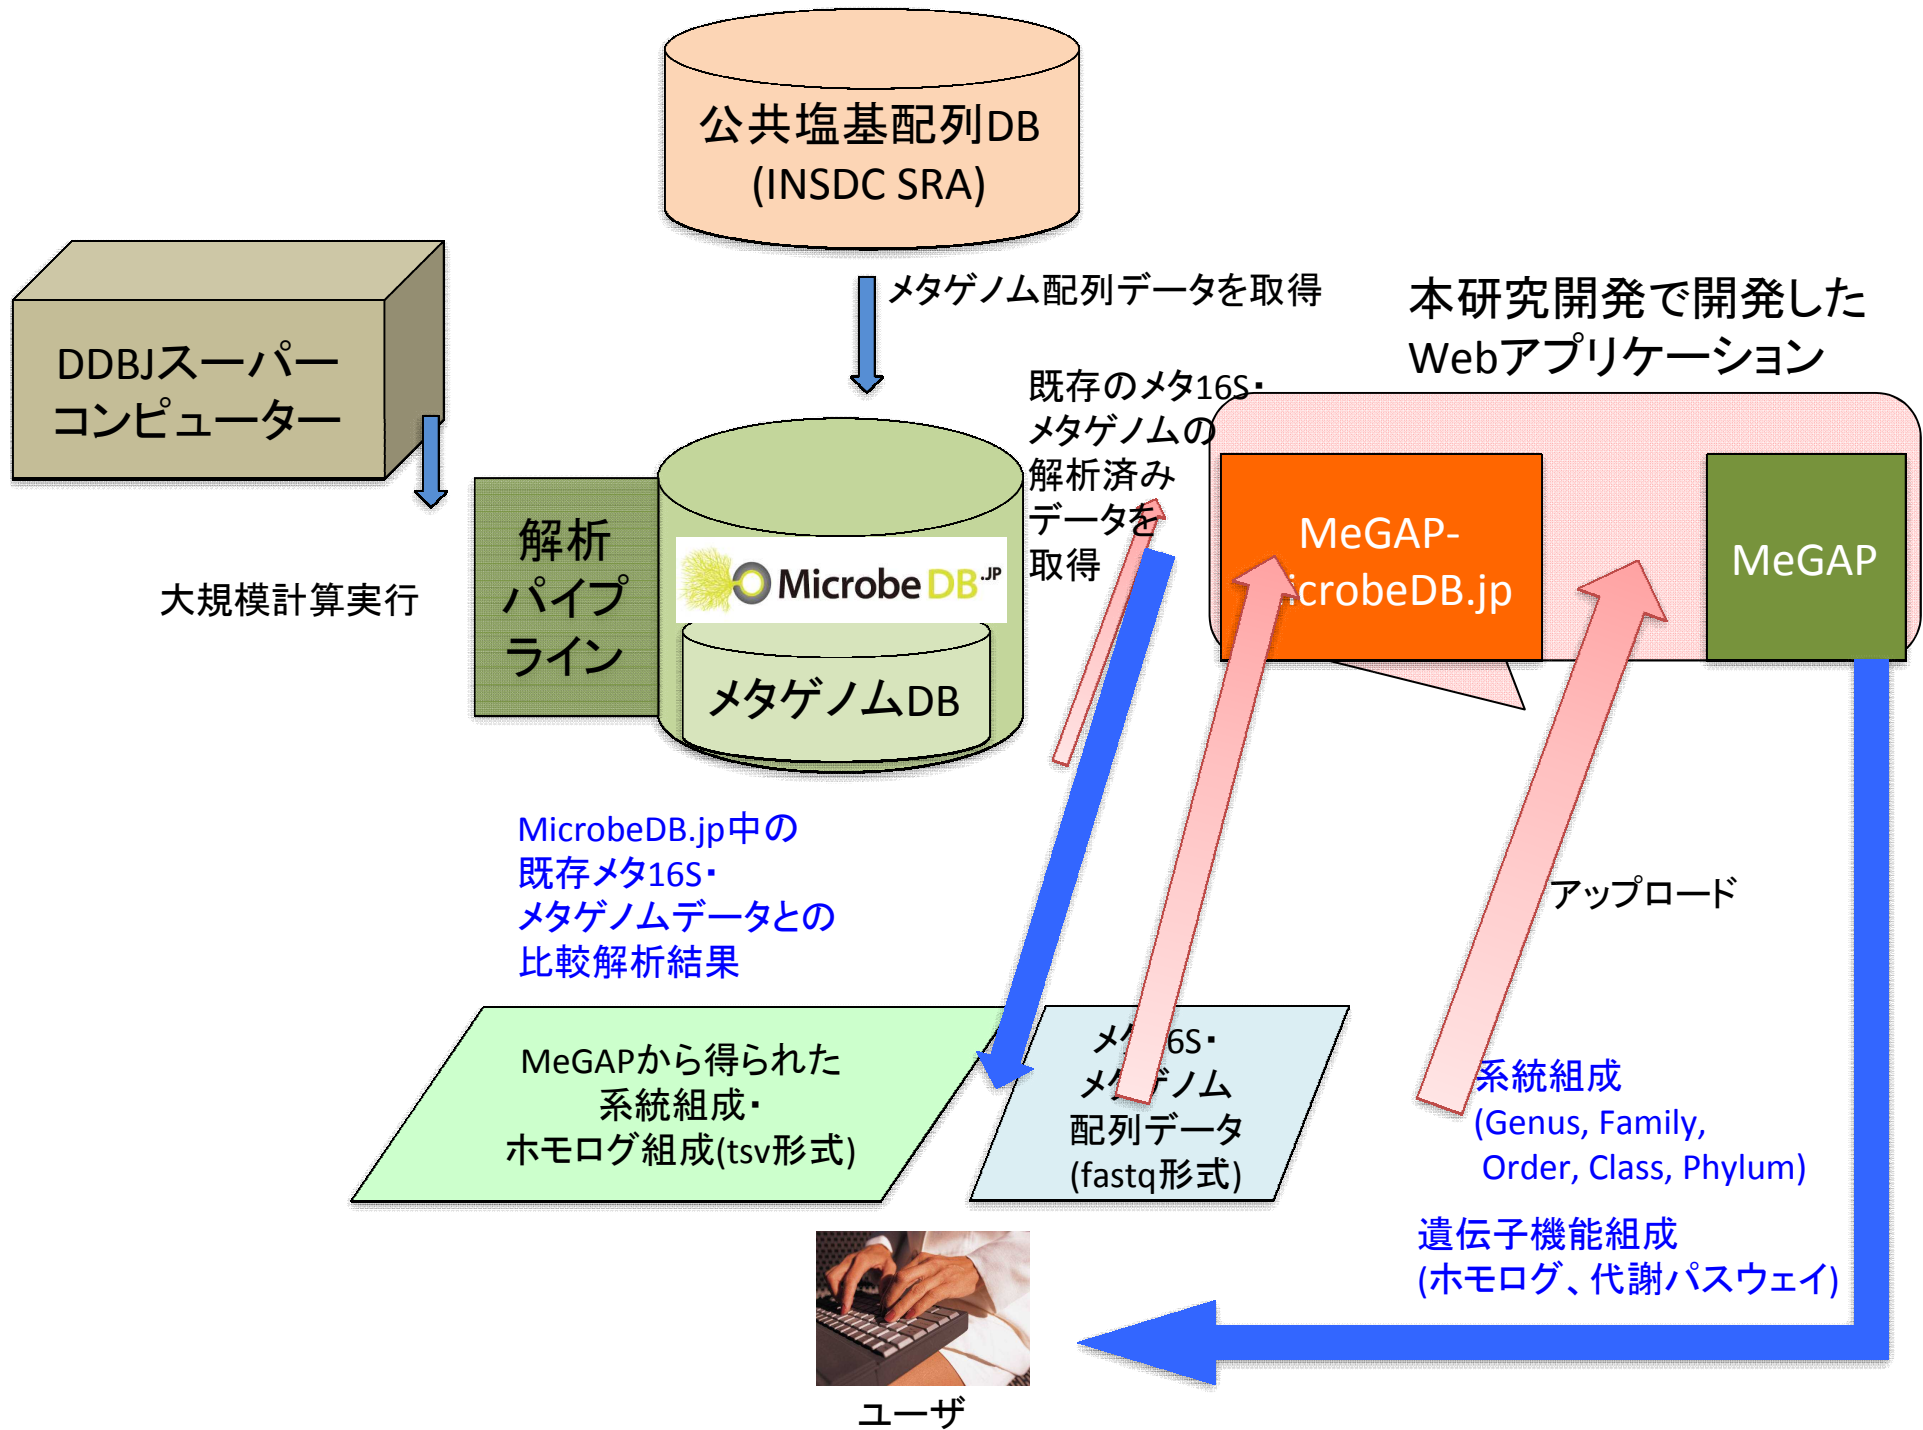 公共塩基配列DB
(INSDC SRA)
メタゲノム配列データを取得
DDBJスーパー
コンピューター
大規模計算実行
解析
パイプ
ライン
MicrobeDB.JP
メタゲノムDB
既存のメタ16S・
メタゲノムの
解析済み
データを
取得
本研究開発で開発した
Webアプリケーション
MeGAP-
icrobeDB.jp
MeGAP
アップロード
MicrobeDB.jp中の
既存メタ16S・
メタゲノムデータとの
比較解析結果
MeGAPから得られた
系統組成・
ホモログ組成(tsv形式)
メタ16S・
メタゲノム
配列データ
(fastq形式)
系統組成
(Genus, Family,
Order, Class, Phylum)
遺伝子機能組成
(ホモログ、代謝パスウェイ)
ユーザ